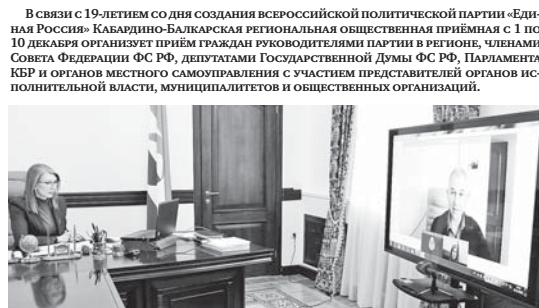 В связи с 19-летием со дня создания Всероссийской политической партии «Еди-
ная Россия» Кабардино-Балкарская региональная общественная приёмная с 1 по
10 декабря организует приём граждан руководителями партии в регионе, членами
Совета Федерации ФС РФ, депутатами Государственной Думы ФС РФ, Парламента
КБР и органов местного самоуправления с участием представителей органов ис-
полнительной власти, муниципалитетов и общественных организаций.